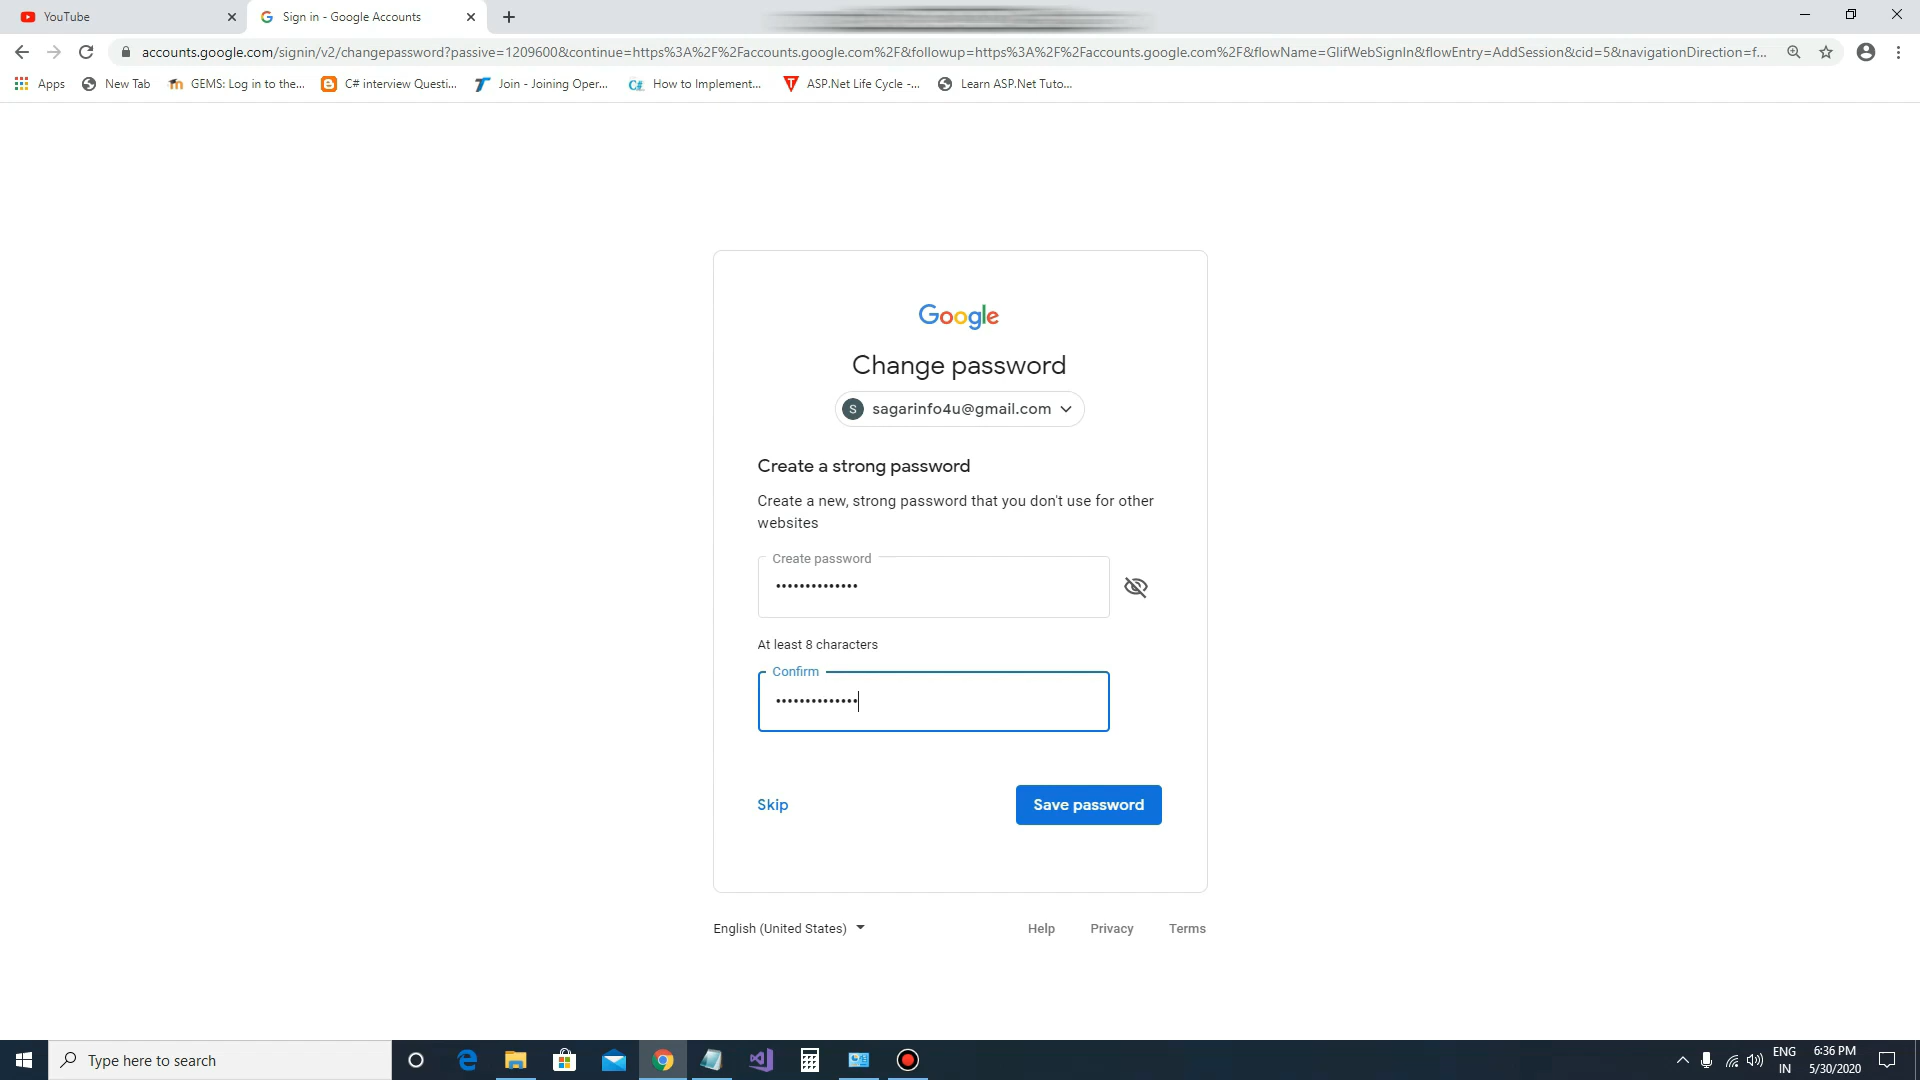 YouTube
Sign in - Google Accounts
accounts.google.com/signin/v2/changepassword?passive=1209600&continue=https%3A%2F%2Faccounts.google.com%2F&followup=https%3A%2F%2Faccounts.google.com%2F&flowName=GlifWebSignIn&flowEntry=AddSession&cid=5&navigationDirection=f...
Apps
New Tab
GEMS: Log in to the...
C# interview Questi...
Join - Joining Oper...
C#
How to Implement...
ASP.Net Life Cycle -...
Learn ASP.Net Tuto...
Google
Change password
S sagarinfo4u@gmail.com
Create a strong password
Create a new, strong password that you don't use for other
websites
Create password
••••••••••••••
At least 8 characters
Confirm
••••••••••••••
Skip
Save password
English (United States)
Help
Privacy
Terms
Type here to search
ENG
IN
6:36 PM
5/30/2020